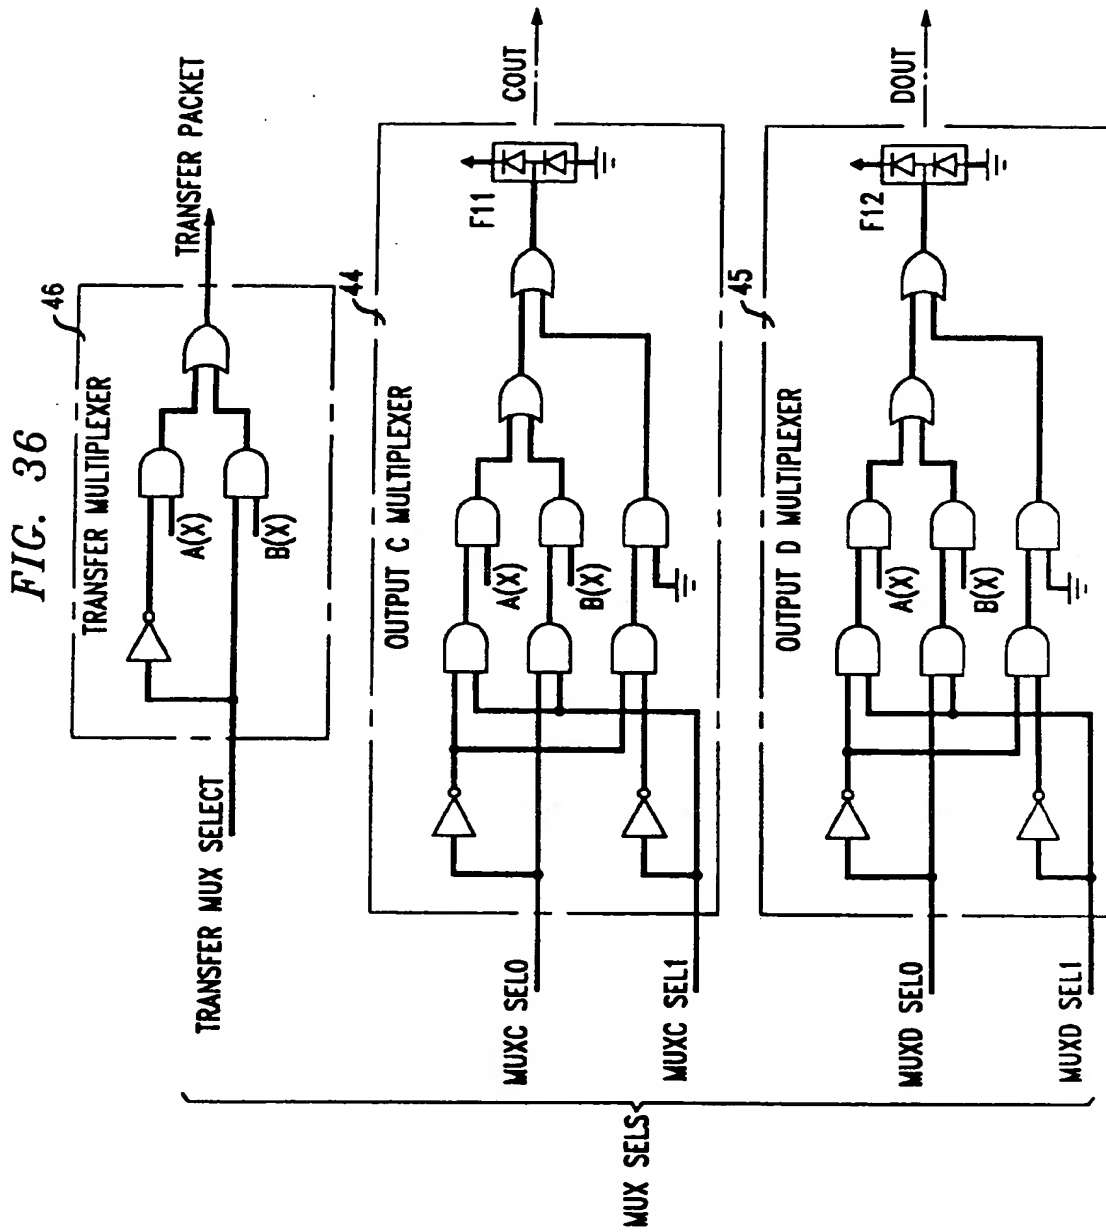 FIG. 36
46
TRANSFER MULTIPLEXER
TRANSFER MUX SELECT
A(X)
B(X)
TRANSFER PACKET
44
OUTPUT C MULTIPLEXER
MUXC SEL0
MUXC SEL1
A(X)
B(X)
F11
COUT
45
OUTPUT D MULTIPLEXER
MUXD SEL0
MUXD SEL1
A(X)
B(X)
F12
DOUT
MUX SELS